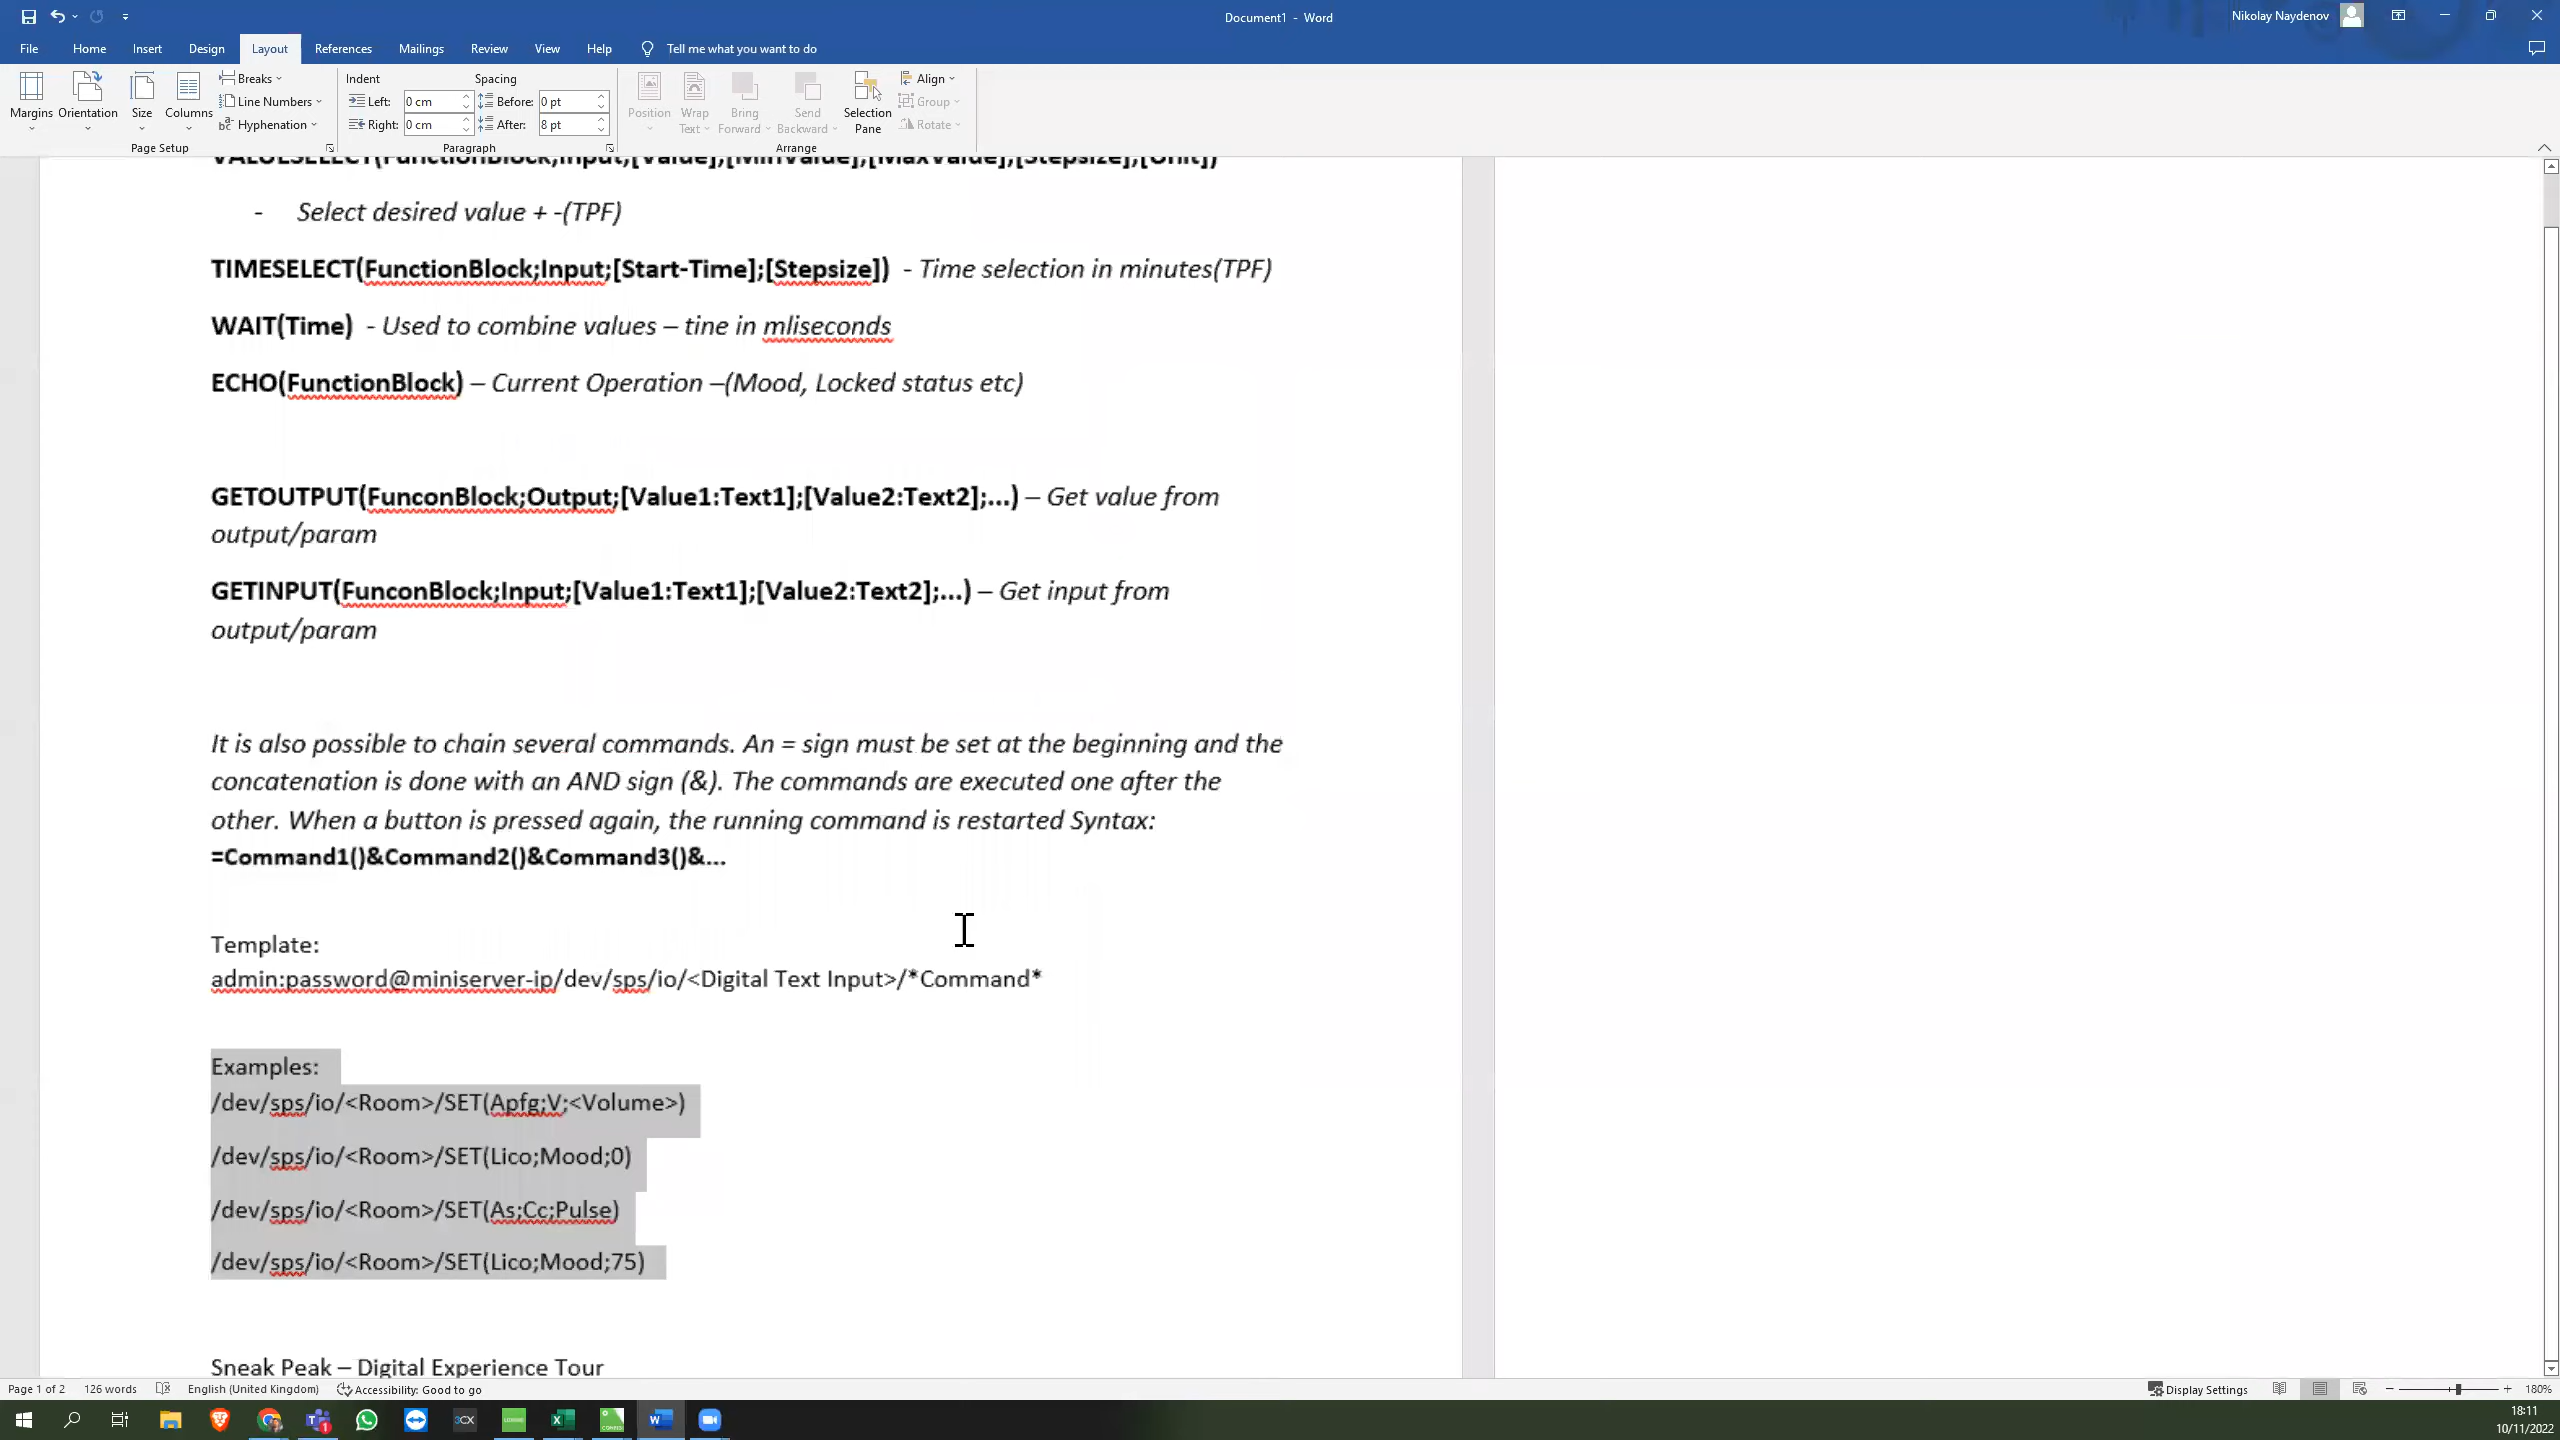 Document1 - Word
Nikolay Naydenov
File Home Insert Design Layout References Mailings Review View Help Tell me what you want to do
Margins Orientation Size Columns
Breaks
Line Numbers
Hyphenation
Page Setup
Indent Spacing
Left: 0 cm Before: 0 pt
Right: 0 cm After: 8 pt
Paragraph
Position Wrap Text Bring Forward Send Backward Selection Pane
Align
Group
Rotate
Arrange
VALUESELECT(FunctionBlock;Input;[Value];[MinValue];[MaxValue];[Stepsize];[Unit])
- Select desired value + -(TPF)
TIMESELECT(FunctionBlock;Input;[Start-Time];[Stepsize]) - Time selection in minutes(TPF)
WAIT(Time) - Used to combine values – tine in mliseconds
ECHO(FunctionBlock) – Current Operation –(Mood, Locked status etc)
GETOUTPUT(FunconBlock;Output;[Value1:Text1];[Value2:Text2];...) – Get value from
output/param
GETINPUT(FunconBlock;Input;[Value1:Text1];[Value2:Text2];...) – Get input from
output/param
It is also possible to chain several commands. An = sign must be set at the beginning and the
concatenation is done with an AND sign (&). The commands are executed one after the
other. When a button is pressed again, the running command is restarted Syntax:
=Command1()&Command2()&Command3()&...
Template:
admin:password@miniserver-ip/dev/sps/io/<Digital Text Input>/*Command*
Examples:
/dev/sps/io/<Room>/SET(Apfg;V;<Volume>)
/dev/sps/io/<Room>/SET(Lico;Mood;0)
/dev/sps/io/<Room>/SET(As;Cc;Pulse)
/dev/sps/io/<Room>/SET(Lico;Mood;75)
Sneak Peak – Digital Experience Tour
Page 1 of 2 126 words English (United Kingdom) Accessibility: Good to go Display Settings 180%
3CX
18:11
10/11/2022